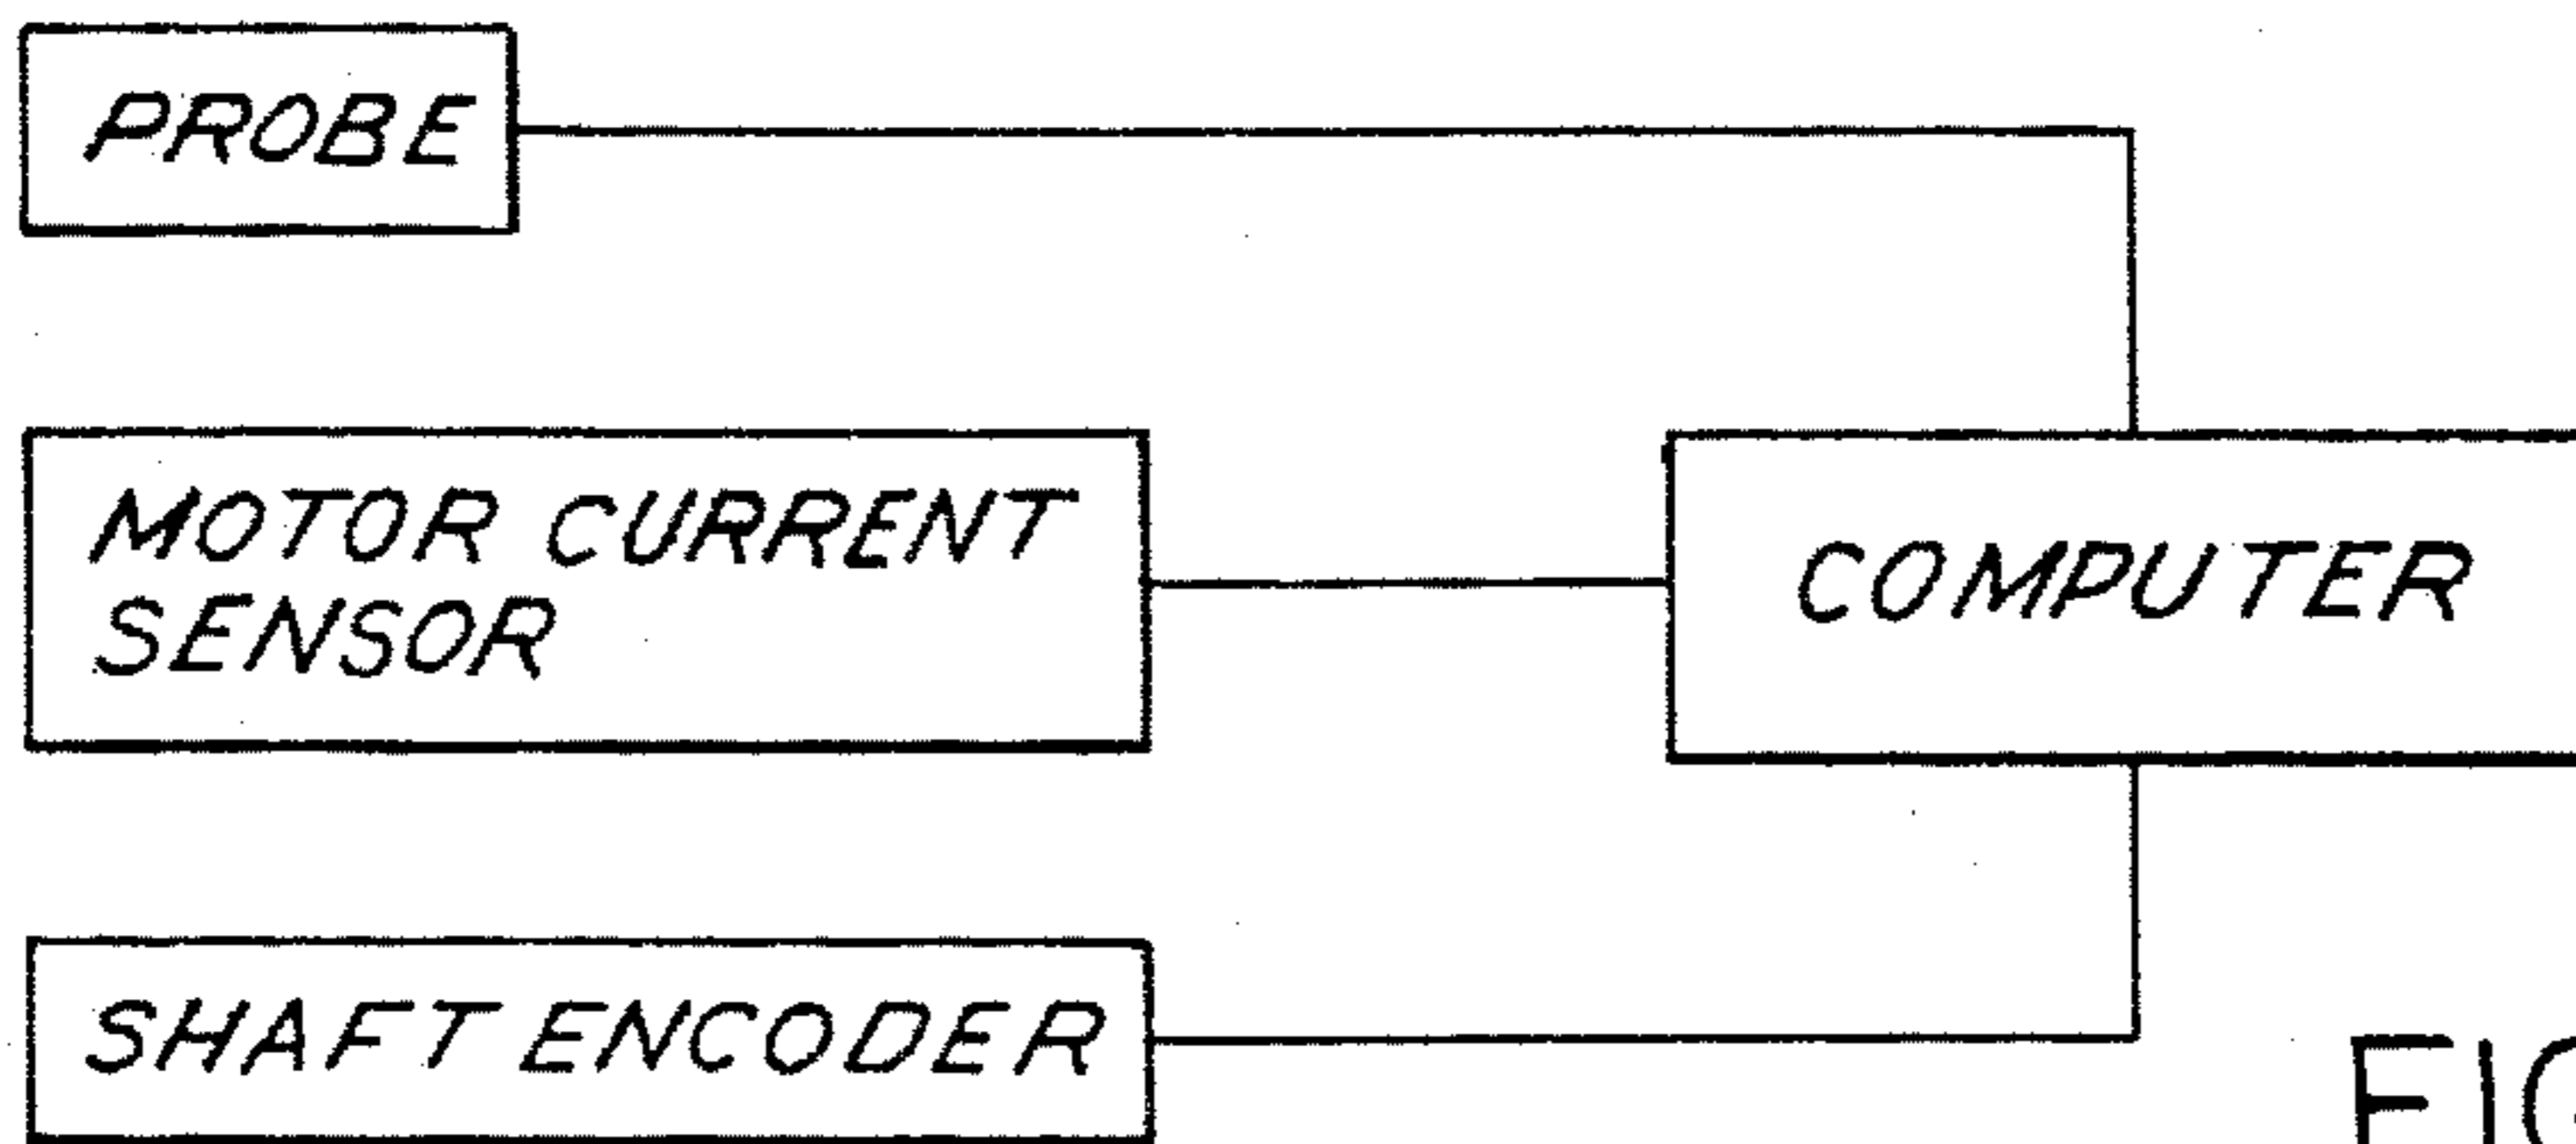 PROBE
MOTOR CURRENT
SENSOR
COMPUTER
SHAFT ENCODER